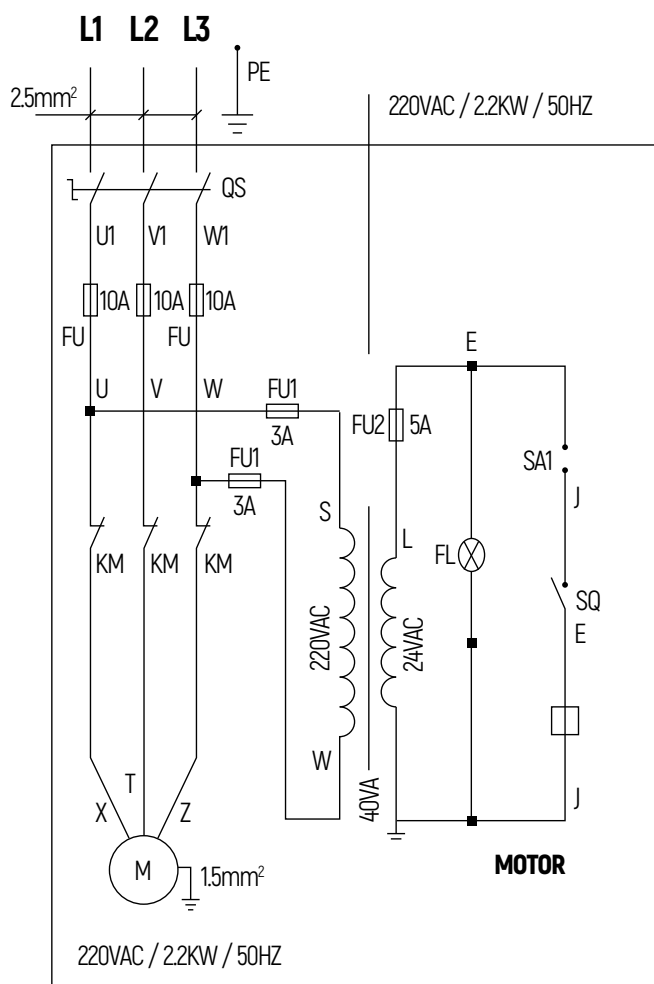 L1 L2 L3
PE
2.5mm²
220VAC / 2.2KW / 50HZ
QS
U1 V1 W1
10A 10A 10A
FU FU
E
U V W FU1
FU2 5A
3A
FU1
SA1
3A
S
J
L
KM KM KM
FL
SQ
220VAC
24VAC
E
W
T
40VA
X Z
J
M 1.5mm²
MOTOR
220VAC / 2.2KW / 50HZ